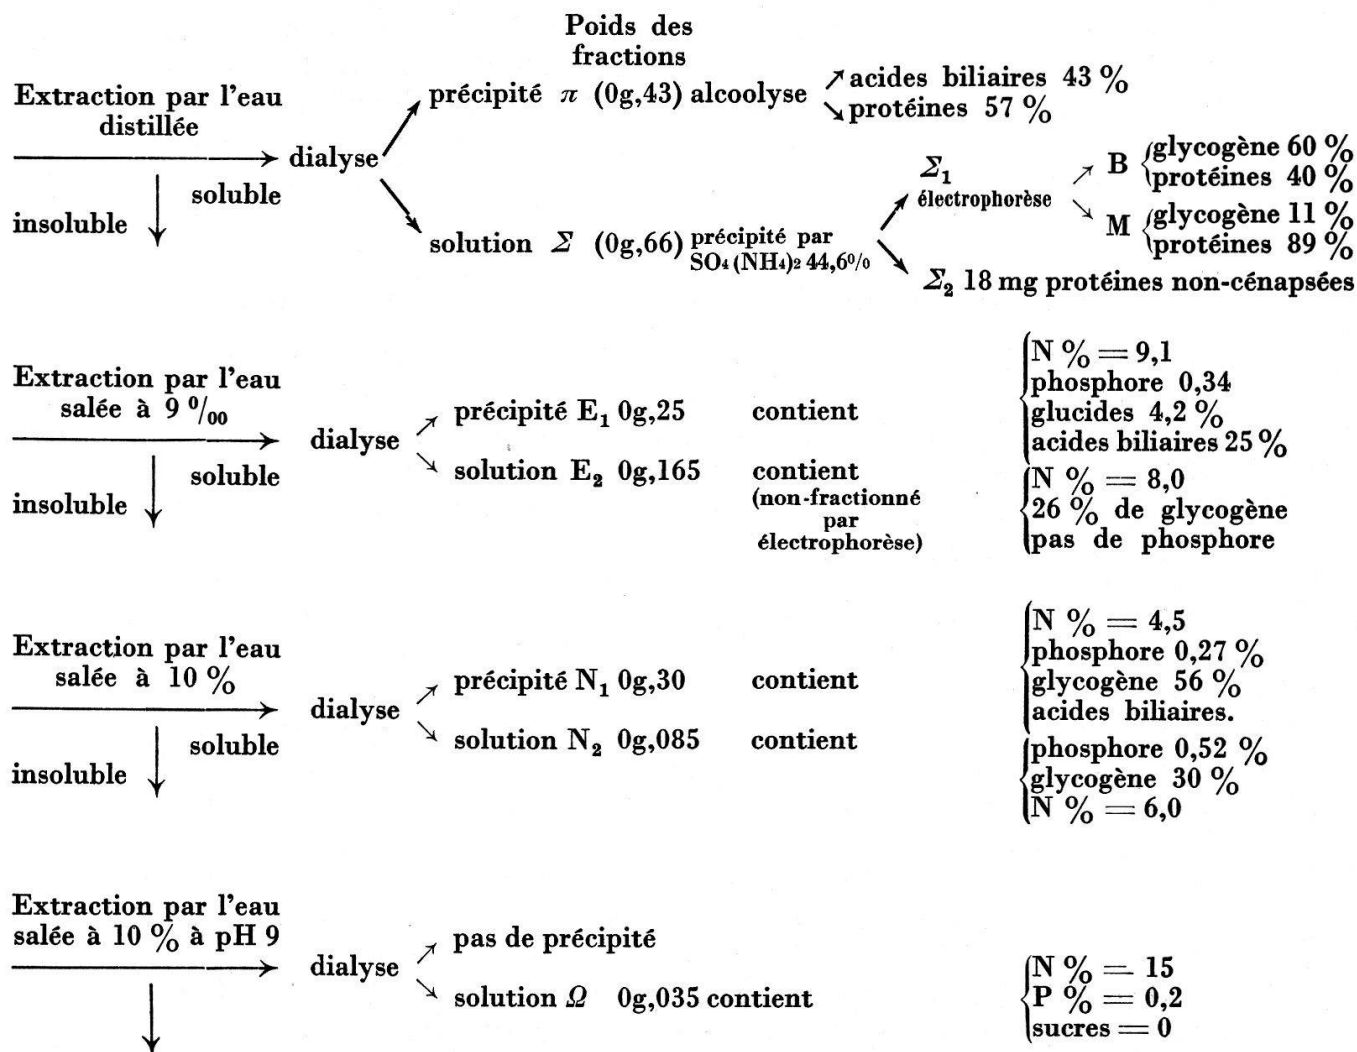 Poids des
fractions
Extraction par l'eau
distillée
soluble
insoluble
dialyse
précipité π (0g,43) alcoolyse
acides biliaires 43 %
protéines 57 %
solution Σ (0g,66) précipité par
SO₄(NH₄)₂ 44,6%
Σ₁
électrophorèse
B
glycogène 60 %
protéines 40 %
M
glycogène 11 %
protéines 89 %
Σ₂ 18 mg protéines non-cénapsées
Extraction par l'eau
salée à 9 ⁰/₀₀
soluble
insoluble
dialyse
précipité E₁ 0g,25 contient
N % = 9,1
phosphore 0,34
glucides 4,2 %
acides biliaires 25 %
solution E₂ 0g,165 contient
(non-fractionné
par
électrophorèse)
N % = 8,0
26 % de glycogène
pas de phosphore
Extraction par l'eau
salée à 10 %
soluble
insoluble
dialyse
précipité N₁ 0g,30 contient
N % = 4,5
phosphore 0,27 %
glycogène 56 %
acides biliaires.
solution N₂ 0g,085 contient
phosphore 0,52 %
glycogène 30 %
N % = 6,0
Extraction par l'eau
salée à 10 % à pH 9
dialyse
pas de précipité
solution Ω 0g,035 contient
N % = 15
P % = 0,2
sucres = 0